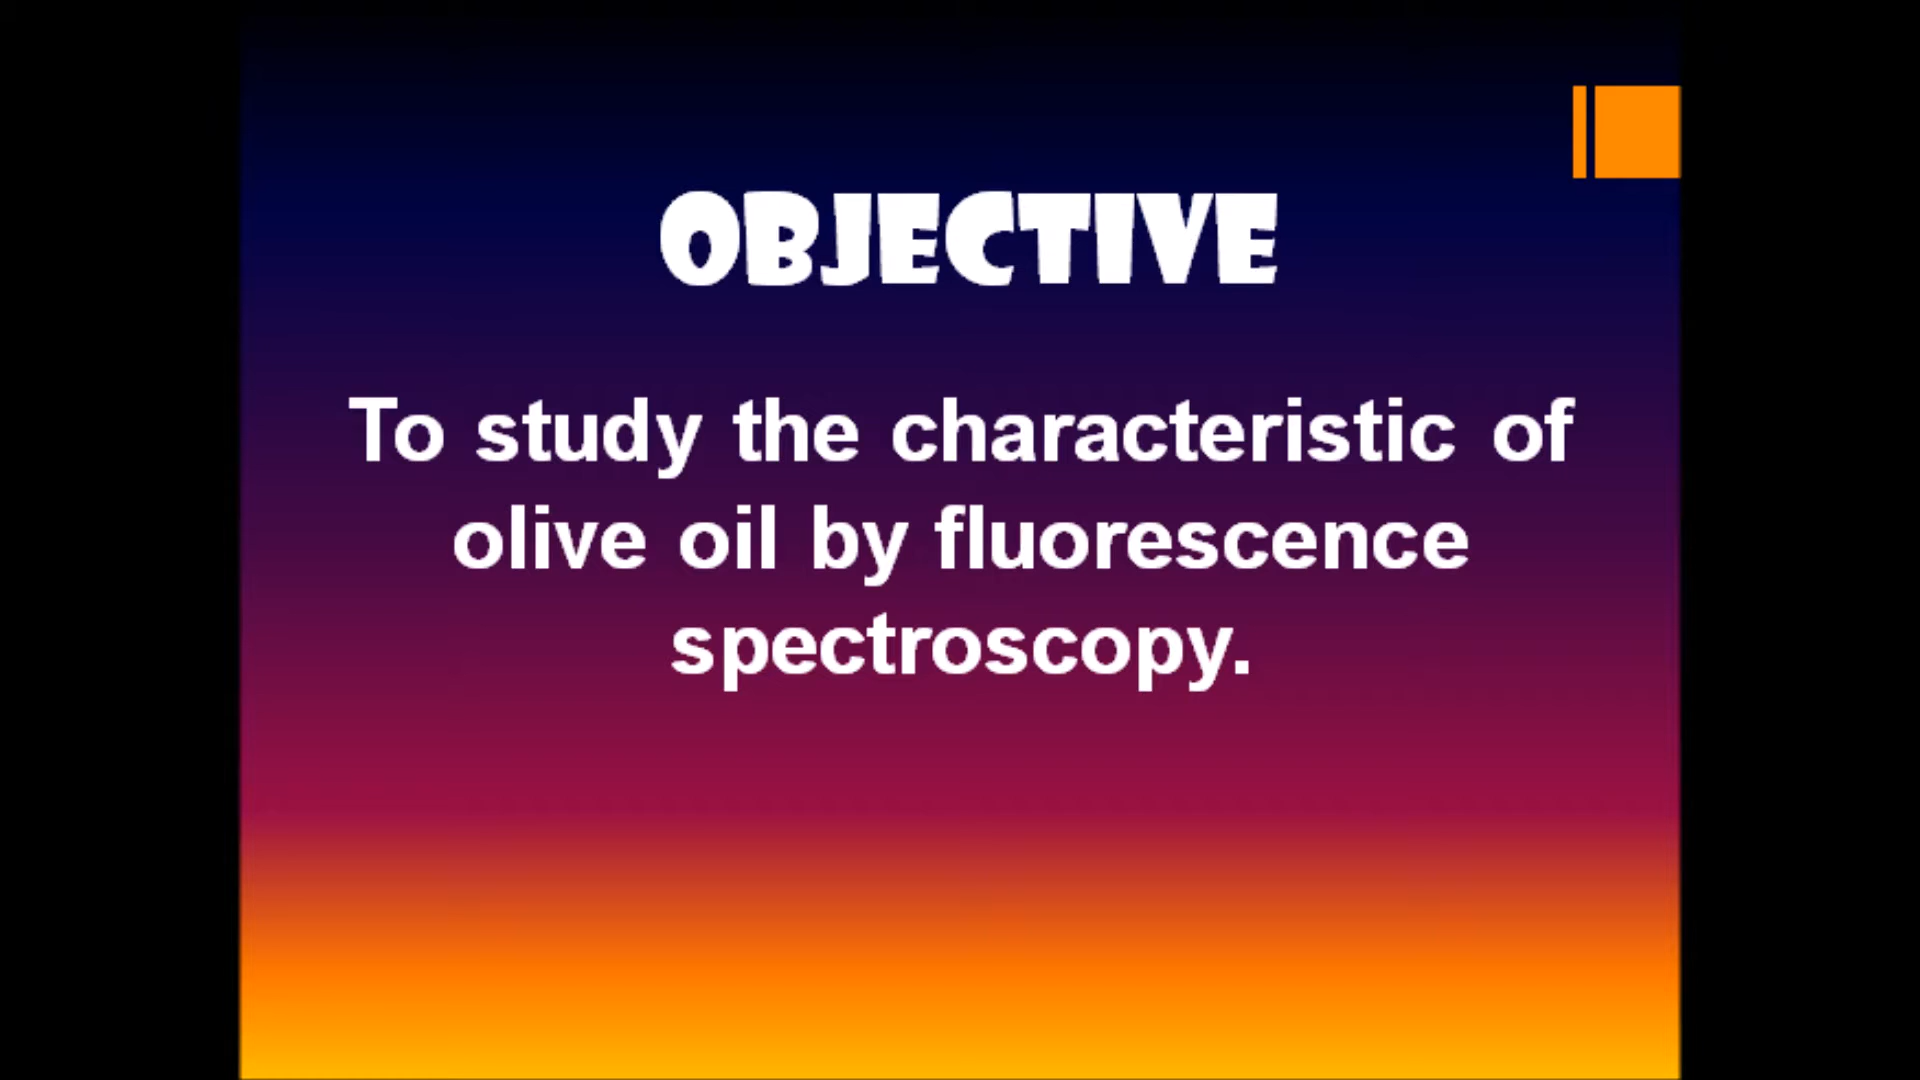 OBJECTIVE
To study the characteristic of
olive oil by fluorescence
spectroscopy.